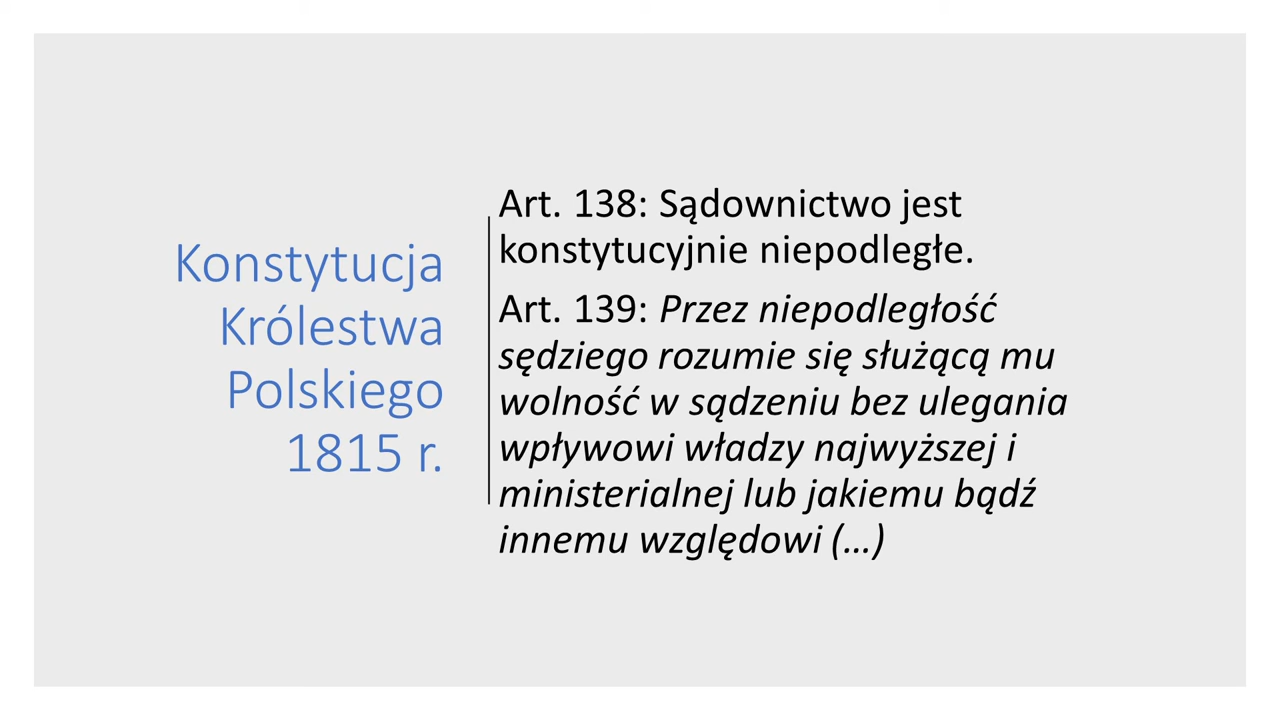 Konstytucja
Królestwa
Polskiego
1815 r.
Art. 138: Sądownictwo jest
konstytucyjnie niepodległe.
Art. 139: Przez niepodległość
sędziego rozumie się służącą mu
wolność w sądzeniu bez ulegania
wpływowi władzy najwyższej i
ministerialnej lub jakiemu bądź
innemu względowi (...)